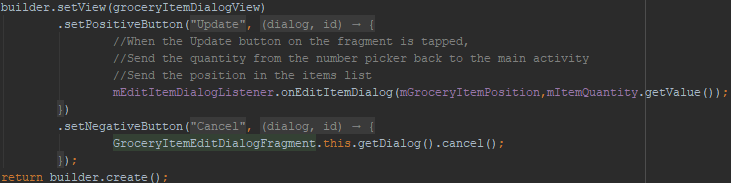 builder.setView(groceryItemDialogView)
.setPositiveButton("Update", (dialog, id) → {
//When the Update button on the fragment is tapped,
//Send the quantity from the number picker back to the main activity
//Send the position in the items list
mEditItemDialogListener.onEditItemDialog(mGroceryItemPosition,mItemQuantity.getValue());
})
.setNegativeButton("Cancel", (dialog, id) → {
GroceryItemEditDialogFragment.this.getDialog().cancel();
});
return builder.create();